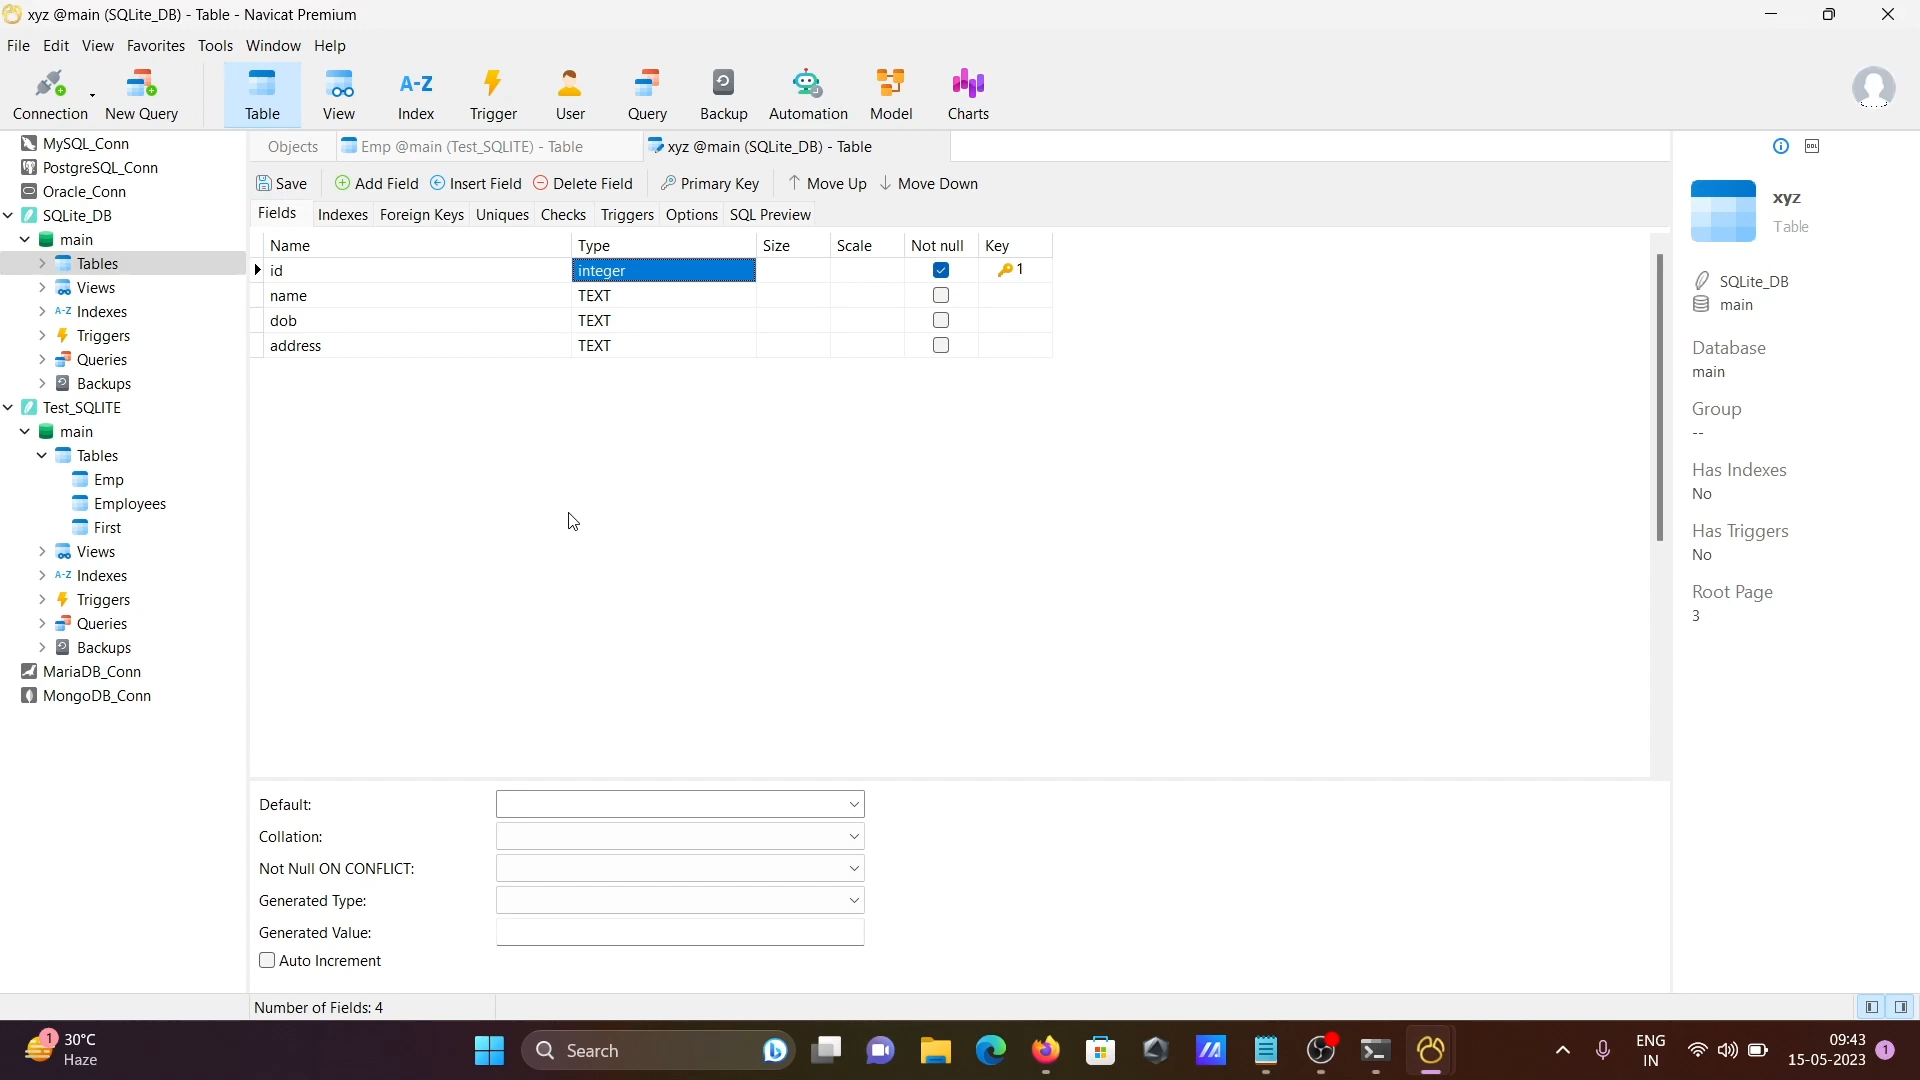 xyz @main (SQLite_DB) - Table - Navicat Premium
File Edit View Favorites Tools Window Help
Connection New Query Table View Index Trigger User Query Backup Automation Model Charts
A-Z
MySQL_Conn
PostgreSQL_Conn
Oracle_Conn
SQLite_DB
main
Tables
Views
A-Z Indexes
Triggers
Queries
Backups
Test_SQLITE
main
Tables
Emp
Employees
First
Views
A-Z Indexes
Triggers
Queries
Backups
MariaDB_Conn
MongoDB_Conn
Objects Emp @main (Test_SQLITE) - Table xyz @main (SQLite_DB) - Table
Save Add Field Insert Field Delete Field Primary Key Move Up Move Down
Fields Indexes Foreign Keys Uniques Checks Triggers Options SQL Preview
Name Type Size Scale Not null Key
id integer 1
name TEXT
dob TEXT
address TEXT
Default:
Collation:
Not Null ON CONFLICT:
Generated Type:
Generated Value:
Auto Increment
Number of Fields: 4
DDL
xyz
Table
SQLite_DB
main
Database
main
Group
--
Has Indexes
No
Has Triggers
No
Root Page
3
1
30°C
Haze
Search
ENG
IN
09:43
15-05-2023
1